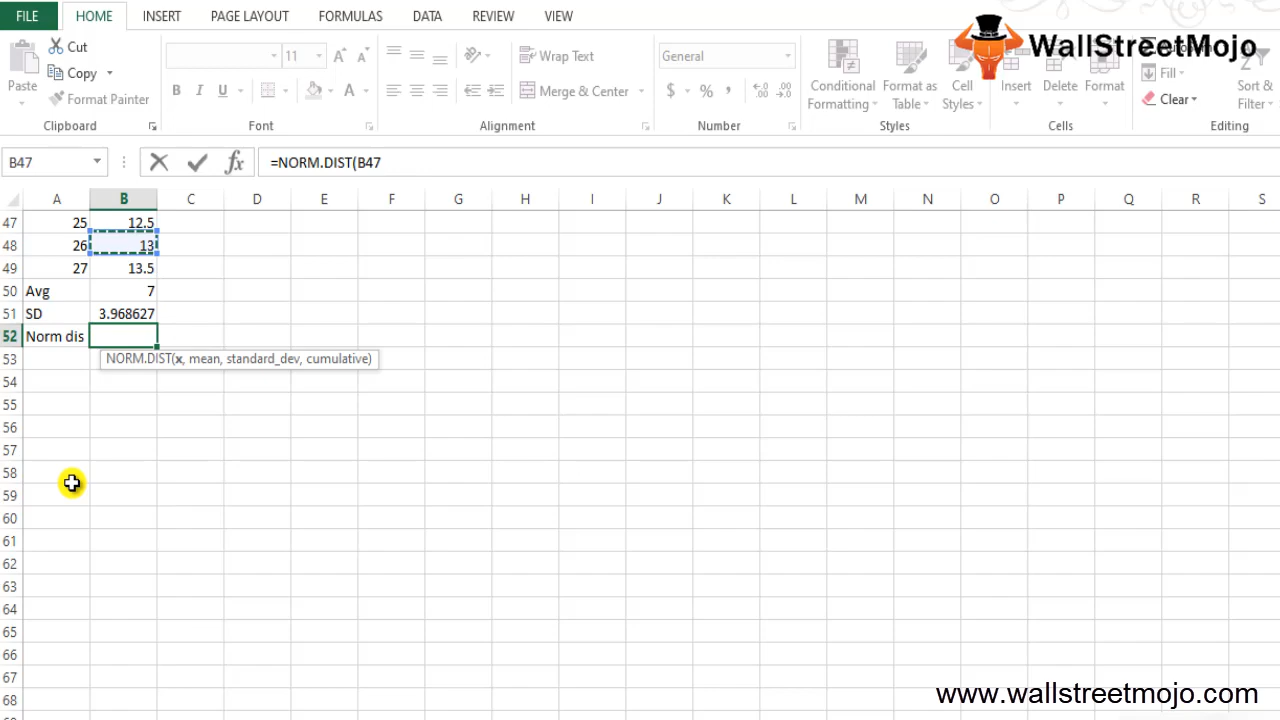 FILE HOME INSERT PAGE LAYOUT FORMULAS DATA REVIEW VIEW
WallStreetMojo
Cut
Copy
Format Painter
Paste
11
A A
B I U A
Wrap Text
Merge & Center
General
$ % ,
Conditional Formatting
Format as Table
Cell Styles
Insert
Delete
Format
Fill
Clear
Sort & Filter
Clipboard Font Alignment Number Styles Cells Editing
B47 fx =NORM.DIST(B47
A B C D E F G H I J K L M N O P Q R S
47 25 12.5
48 26 13
49 27 13.5
50 Avg 7
51 SD 3.968627
52 Norm dis
53 NORM.DIST(x, mean, standard_dev, cumulative)
54
55
56
57
58
59
60
61
62
63
64
65
66
67
68
www.wallstreetmojo.com